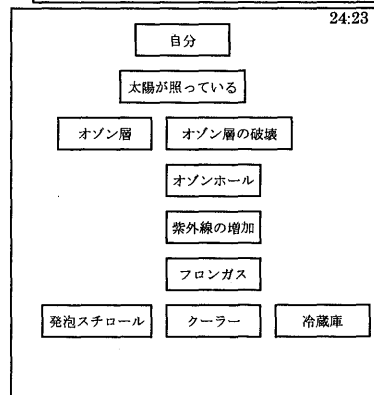 24:23
自分
太陽が照っている
オゾン層 オゾン層の破壊
オゾンホール
紫外線の増加
フロンガス
発泡スチロール クーラー 冷蔵庫